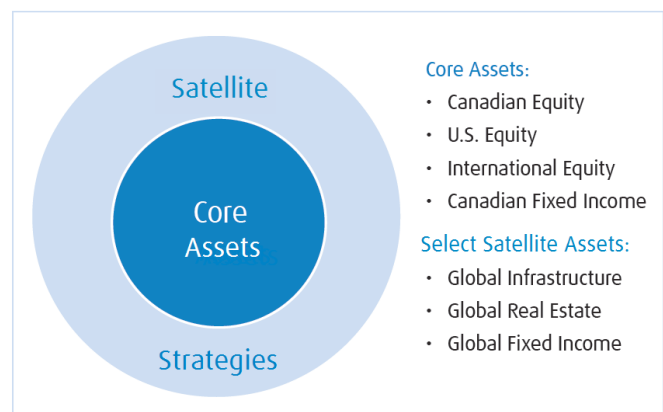 Satellite
Core
Assets
Strategies
Core Assets:
• Canadian Equity
• U.S. Equity
• International Equity
• Canadian Fixed Income
Select Satellite Assets:
• Global Infrastructure
• Global Real Estate
• Global Fixed Income